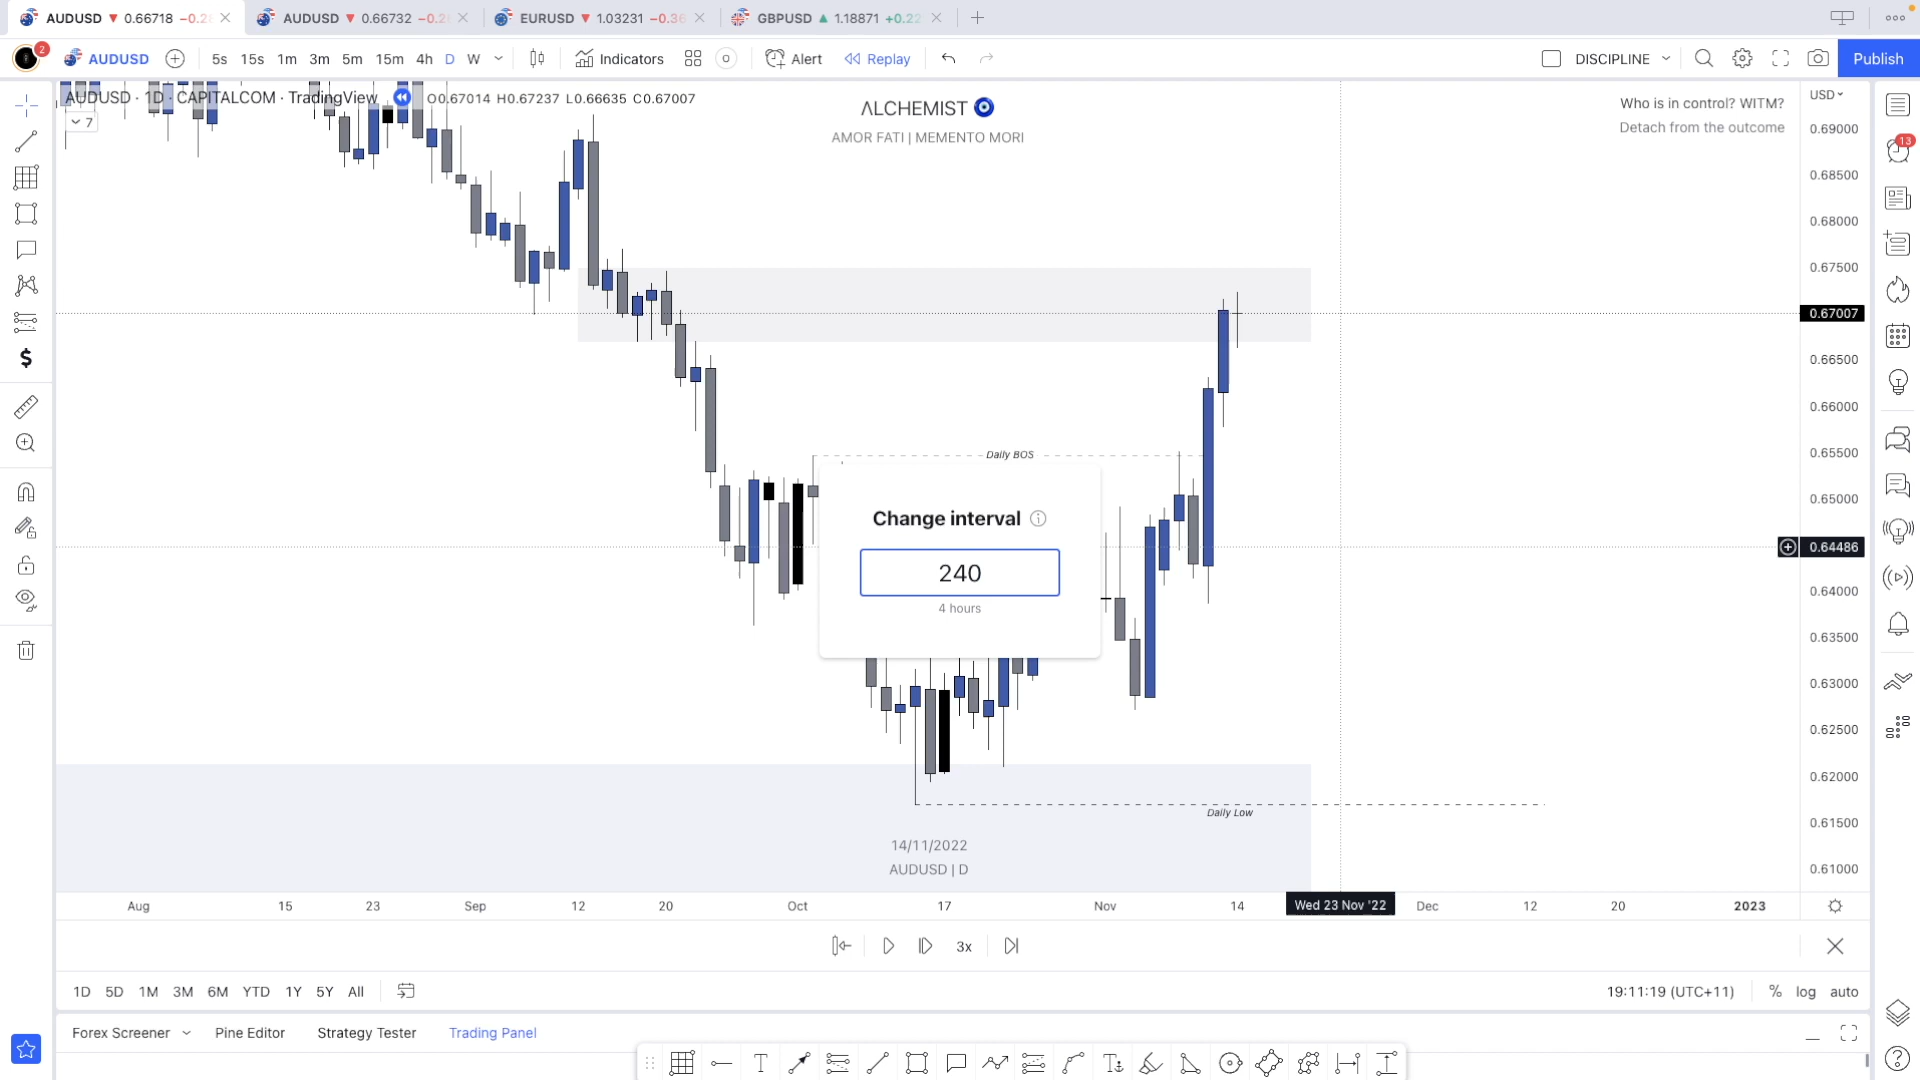 AUDUSD ▼ 0.66718 −0.2
AUDUSD ▼ 0.66732 −0.2
EURUSD ▼ 1.03231 −0.36
GBPUSD ▲ 1.18871 +0.22
2
AUDUSD
5s 15s 1m 3m 5m 15m 4h D W
Indicators
Alert
Replay
DISCIPLINE
Publish
AUDUSD · 1D · CAPITALCOM · TradingView
O0.67014 H0.67237 L0.66635 C0.67007
7
ΛLCHEMIST
AMOR FATI | MEMENTO MORI
Who is in control? WITM?
Detach from the outcome
USD
0.69000
0.68500
0.68000
0.67500
0.67007
0.66500
0.66000
0.65500
0.65000
0.64486
0.64000
0.63500
0.63000
0.62500
0.62000
0.61500
0.61000
13
Daily BOS
Change interval
240
4 hours
Daily Low
14/11/2022
AUDUSD | D
Aug 15 23 Sep 12 20 Oct 17 Nov 14 Wed 23 Nov '22 Dec 12 20 2023
3x
1D 5D 1M 3M 6M YTD 1Y 5Y All
19:11:19 (UTC+11) % log auto
Forex Screener Pine Editor Strategy Tester Trading Panel